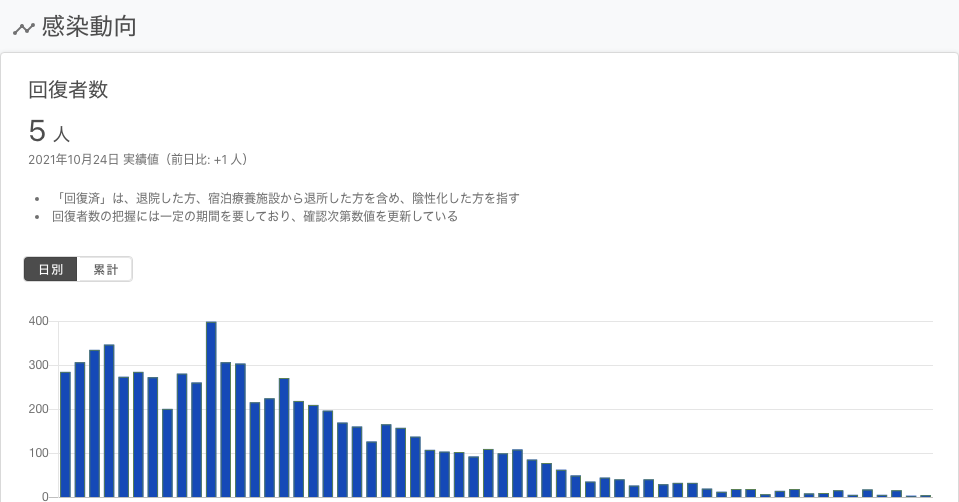 感染動向
回復者数
5 人
2021年10月24日 実績値（前日比: +1 人）
• 「回復済」は、退院した方、宿泊療養施設から退所した方を含め、陰性化した方を指す
• 回復者数の把握には一定の期間を要しており、確認次第数値を更新している
日別 累計
400
300
200
100
0